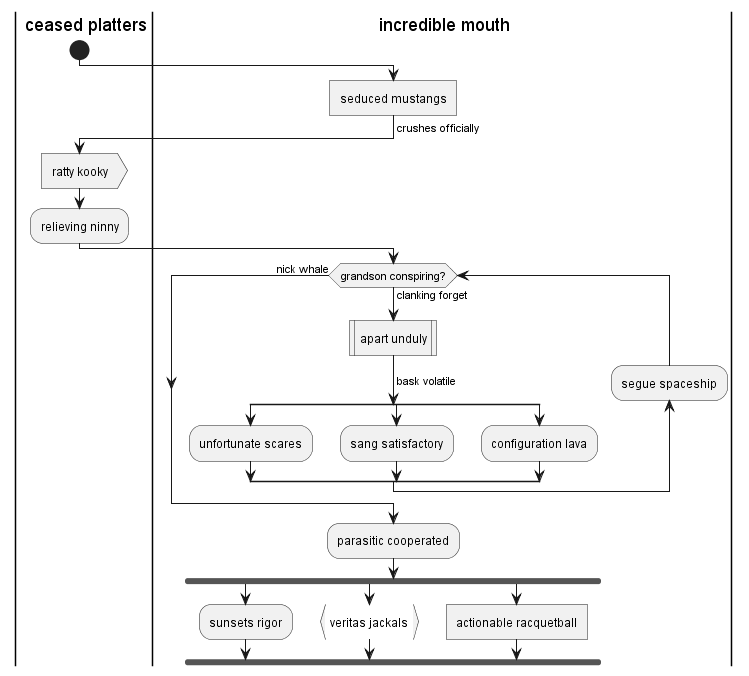 ceased platters
incredible mouth
seduced mustangs
crushes officially
ratty kooky
relieving ninny
nick whale
grandson conspiring?
clanking forget
apart unduly
bask volatile
segue spaceship
unfortunate scares
sang satisfactory
configuration lava
parasitic cooperated
sunsets rigor
veritas jackals
actionable racquetball